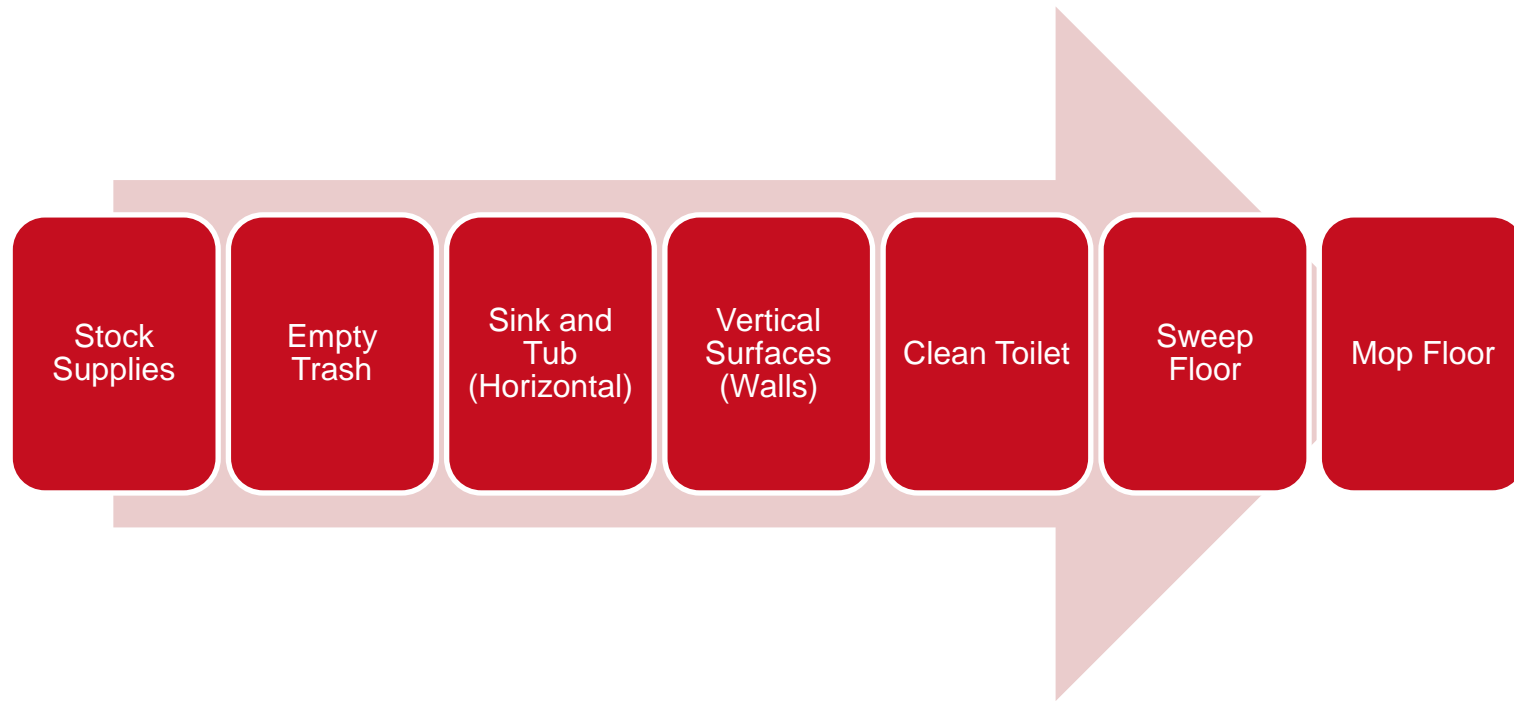 Stock
Supplies
Empty
Trash
Sink and
Tub
(Horizontal)
Vertical
Surfaces
(Walls)
Clean Toilet
Sweep
Floor
Mop Floor